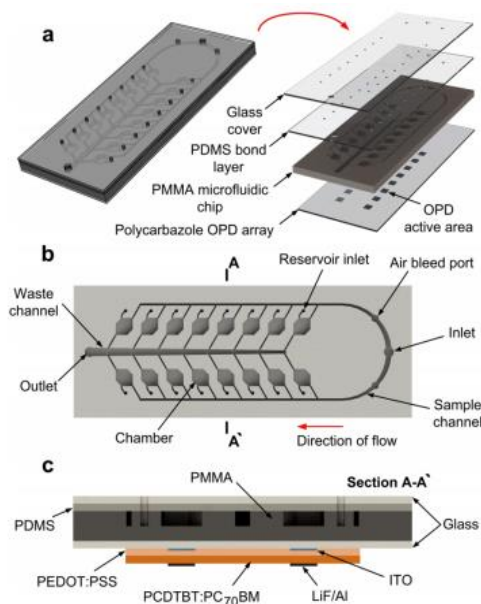 a
Glass
cover
PDMS bond
layer
PMMA microfluidic
chip
Polycarbazole OPD array
OPD
active area
b
A
Reservoir inlet
Air bleed port
Waste
channel
Inlet
Outlet
Chamber
A`
Direction of flow
Sample
channel
c
Section A-A`
PMMA
PDMS
Glass
PEDOT:PSS
PCDTBT:PC70BM
LiF/Al
ITO